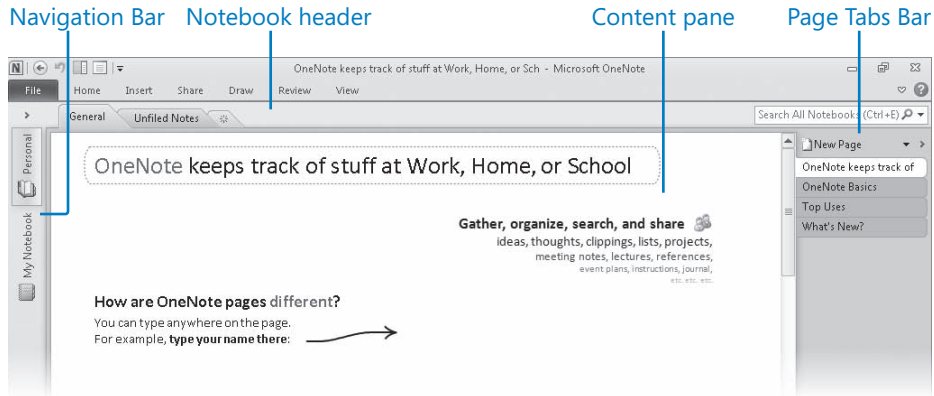 Navigation Bar Notebook header Content pane Page Tabs Bar
N OneNote keeps track of stuff at Work, Home, or Sch - Microsoft OneNote
File Home Insert Share Draw Review View
General Unfiled Notes Search All Notebooks (Ctrl+E)
Personal
My Notebook
New Page
OneNote keeps track of
OneNote Basics
Top Uses
What's New?
OneNote keeps track of stuff at Work, Home, or School
Gather, organize, search, and share
ideas, thoughts, clippings, lists, projects,
meeting notes, lectures, references,
event plans, instructions, journal,
etc. etc. etc.
How are OneNote pages different?
You can type anywhere on the page.
For example, type your name there: